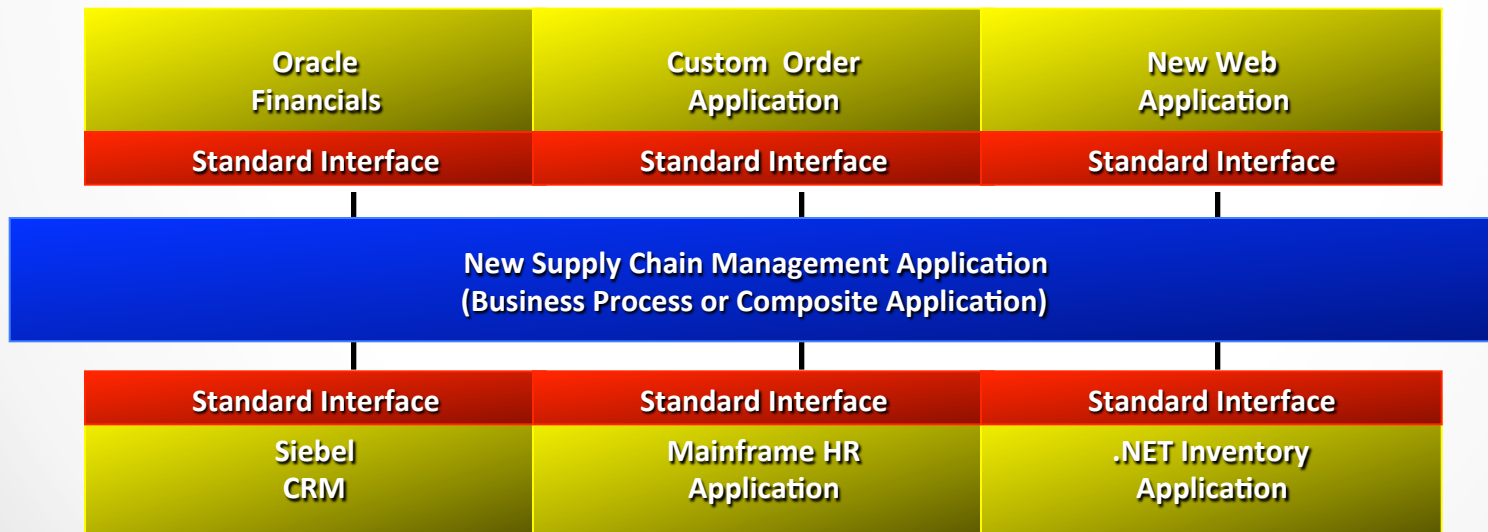 Oracle
Financials
Custom Order
Application
New Web
Application
Standard Interface
Standard Interface
Standard Interface
New Supply Chain Management Application
(Business Process or Composite Application)
Standard Interface
Standard Interface
Standard Interface
Siebel
CRM
Mainframe HR
Application
.NET Inventory
Application